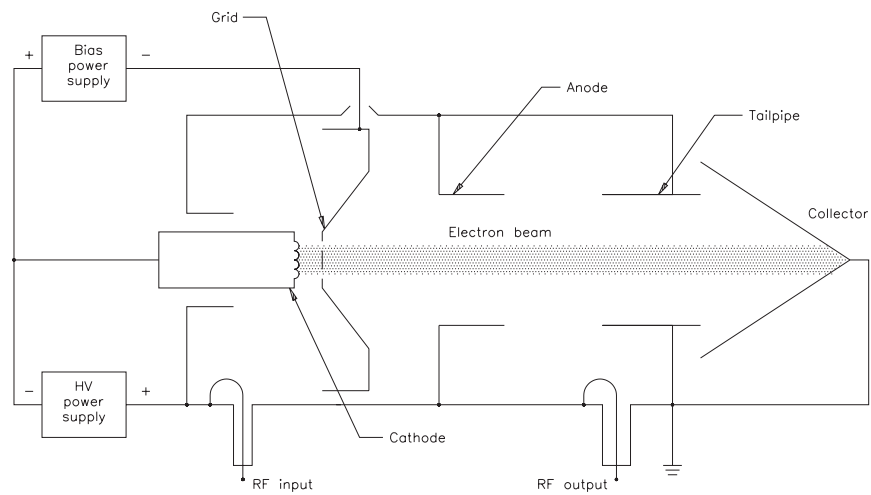 Grid
+
Bias
power
supply
−
Anode
Tailpipe
Collector
Electron beam
−
HV
power
supply
+
Cathode
RF input
RF output